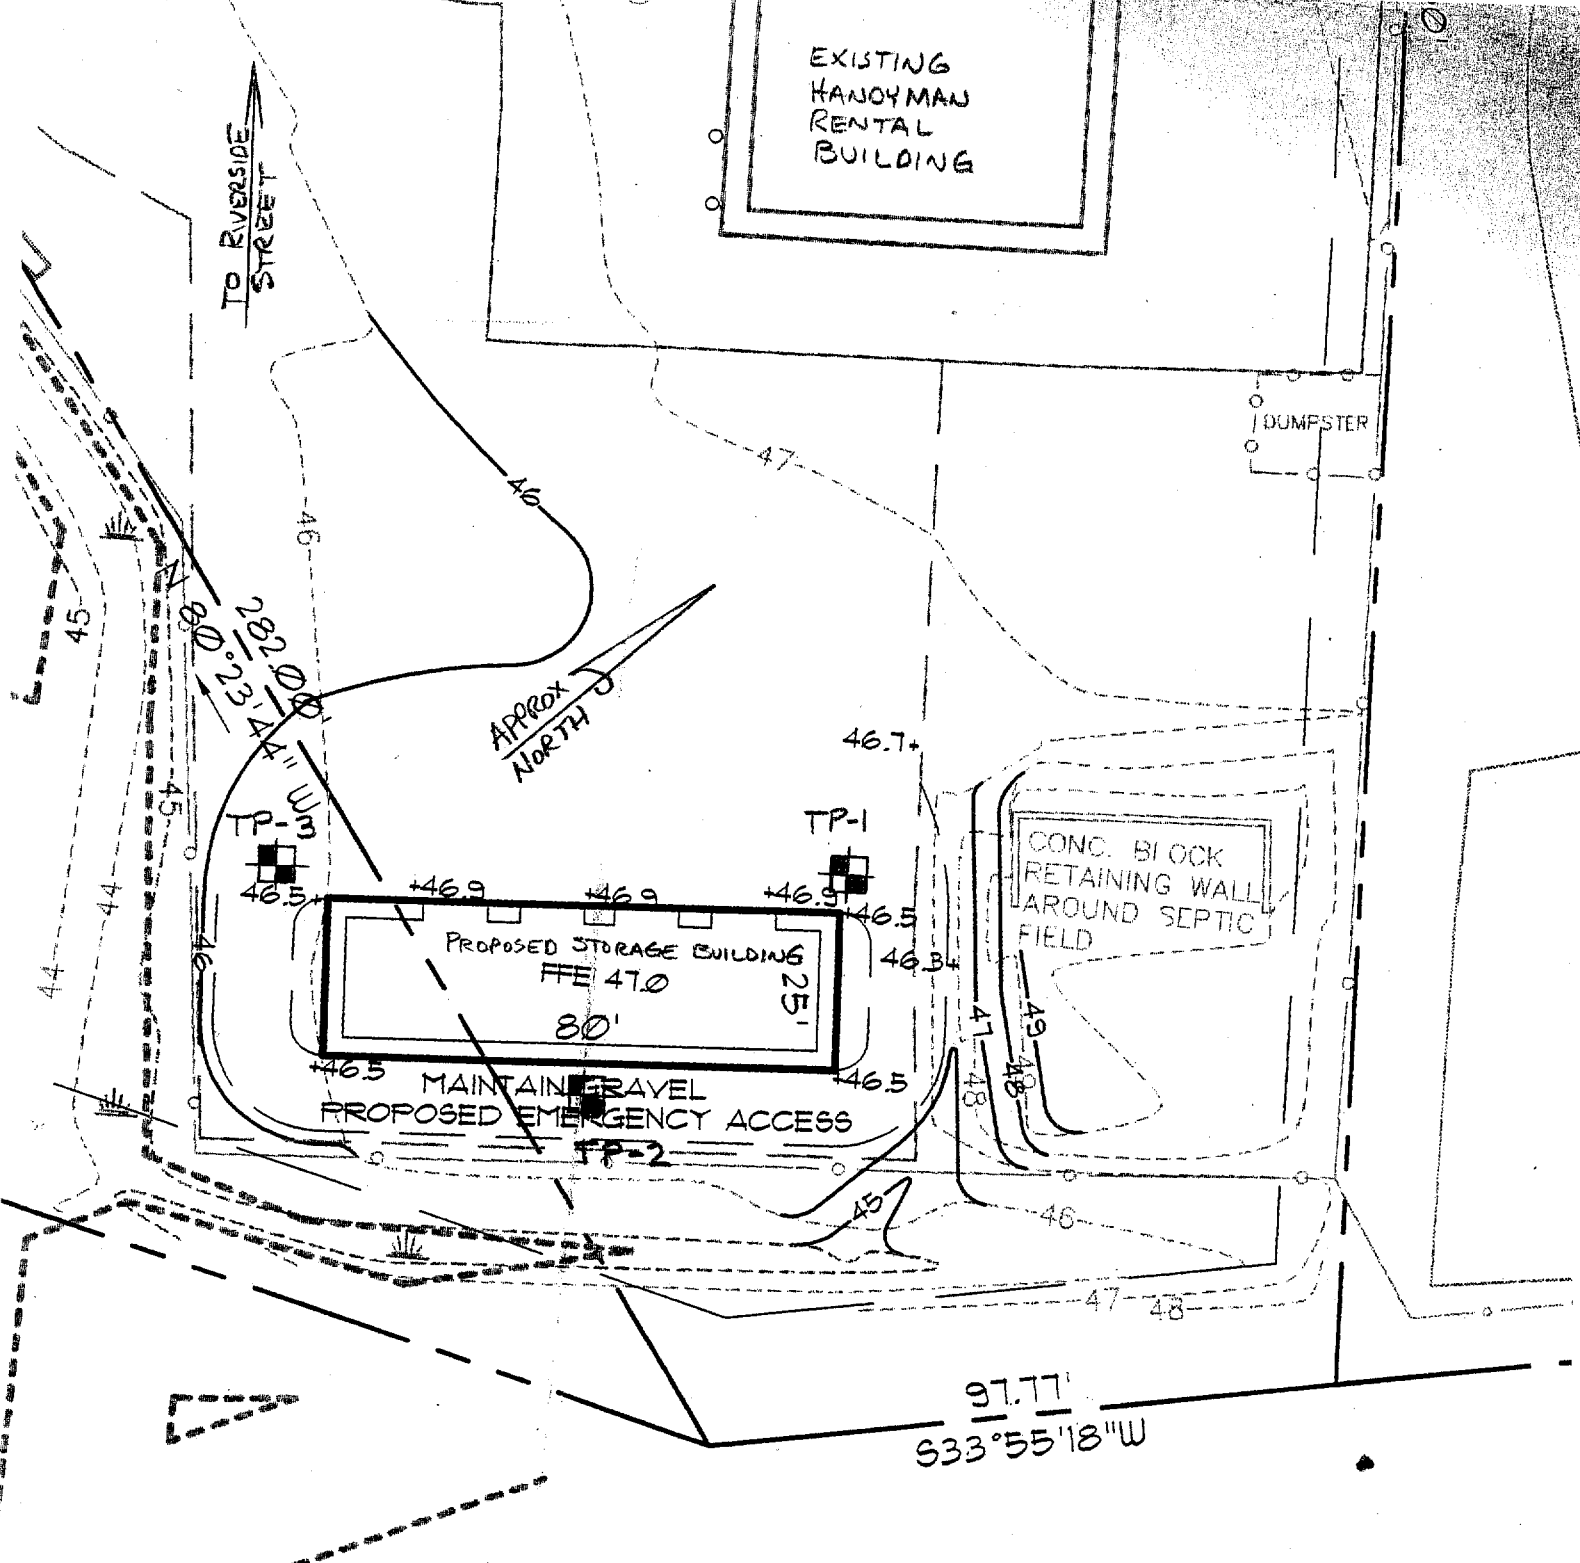 EXISTING
HANDYMAN
RENTAL
BUILDING
TO RIVERSIDE
STREET
DUMPSTER
47
46
46
45
282.00'
N 80°23'44" W
APPROX
NORTH
46.7+
45
TP-3
TP-1
CONC. BLOCK
RETAINING WALL
AROUND SEPTIC
FIELD
46.5+
+46.9
+46.9
+46.9
+46.5
44
44
46
PROPOSED STORAGE BUILDING
FFE 47.0
25'
80'
46.3+
47
49
48
48
+46.5
+46.5
MAINTAIN GRAVEL
PROPOSED EMERGENCY ACCESS
TP-2
45
46
47
48
97.77'
S33°55'18"W